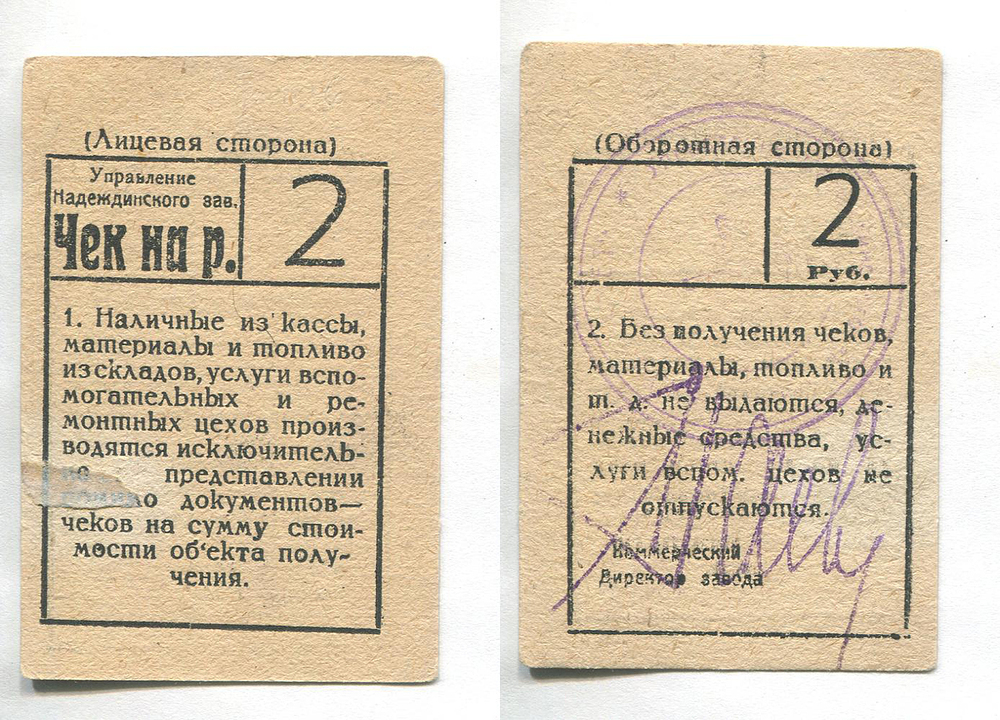 (Лицевая сторона)
Управление
Надеждинского зав.
Чек на р.
2
1. Наличные из кассы,
материалы и топливо
из складов, услуги вспо-
могательных и ре-
монтных цехов произ-
водятся исключитель-
представлении
документов—
чеков на сумму стои-
мости об'екта полу-
чения.
(Оборотная сторона)
2
Руб.
2. Без получения чеков,
материалы, топливо и
т. д. не выдаются, де-
нежные средства, ус-
луги вспом. цехов не
отпускаются.
Коммерческий
Директор завода